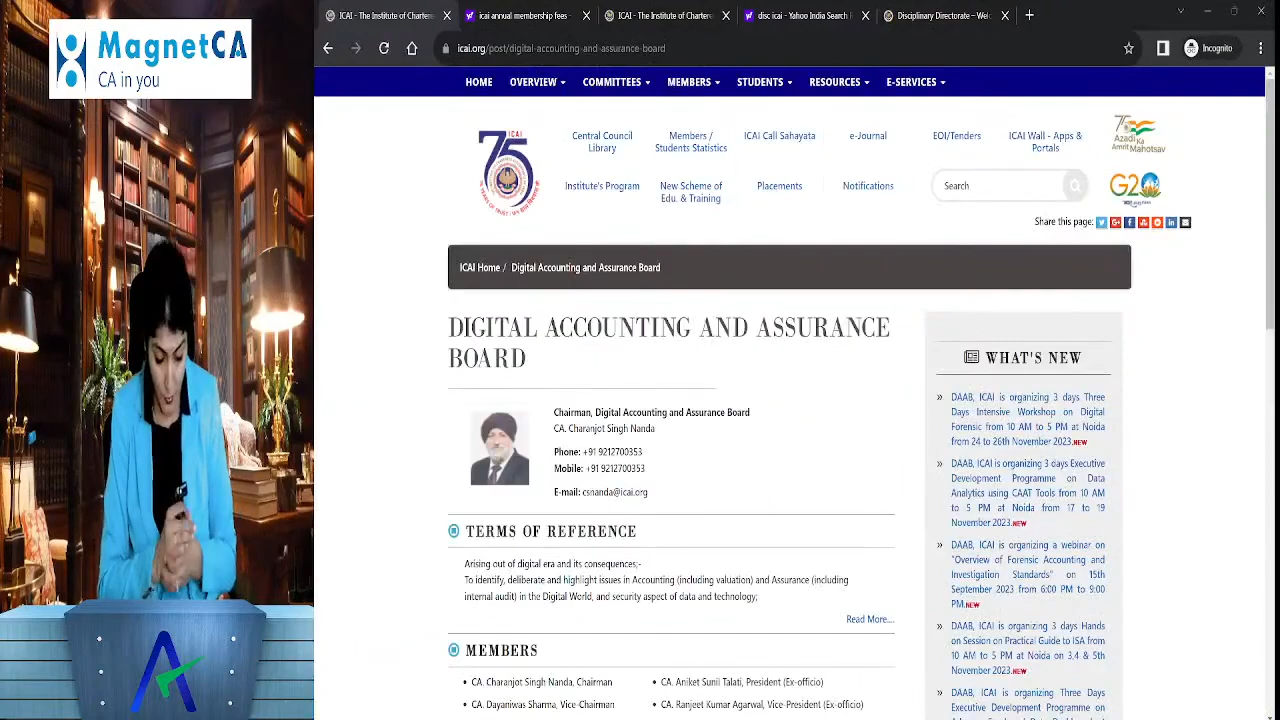 MagnetCA
CA in you
ICAI - The Institute of Charter
icai annual membership fees
ICAI - The Institute of Charter
icai - Yahoo India Search
Disciplinary Directorate – Wel
icai.org/post/digital-accounting-and-assurance-board
Incognito
HOME OVERVIEW COMMITTEES MEMBERS STUDENTS RESOURCES E-SERVICES
ICAI
75
Central Council
Library
Members /
Students Statistics
ICAI Call Sahayata
e-Journal
EOI/Tenders
ICAI Wall - Apps &
Portals
75
Azadi Ka
Amrit Mahotsav
Institute's Program
New Scheme of
Edu. & Training
Placements
Notifications
Search
G20
Share this page:
ICAI Home / Digital Accounting and Assurance Board
DIGITAL ACCOUNTING AND ASSURANCE
BOARD
Chairman, Digital Accounting and Assurance Board
CA. Charanjot Singh Nanda
Phone: +91 9212700353
Mobile: +91 9212700353
E-mail: csnanda@icai.org
TERMS OF REFERENCE
Arising out of digital era and its consequences;-
To identify, deliberate and highlight issues in Accounting (including valuation) and Assurance (including
internal audit) in the Digital World, and security aspect of data and technology;
Read More...
MEMBERS
• CA. Charanjot Singh Nanda, Chairman
• CA. Aniket Sunil Talati, President (Ex-officio)
• CA. Dayaniwas Sharma, Vice-Chairman
• CA. Ranjeet Kumar Agarwal, Vice-President (Ex-officio)
WHAT'S NEW
» DAAB, ICAI is organizing 3 days Three
Days Intensive Workshop on Digital
Forensic from 10 AM to 5 PM at Noida
from 24 to 26th November 2023.NEW
» DAAB, ICAI is organizing 3 days Executive
Development Programme on Data
Analytics using CAAT Tools from 10 AM
to 5 PM at Noida from 17 to 19
November 2023.NEW
» DAAB, ICAI is organizing a webinar on
"Overview of Forensic Accounting and
Investigation Standards" on 15th
September 2023 from 6:00 PM to 9:00
PM.NEW
» DAAB, ICAI is organizing 3 days Hands
on Session on Practical Guide to ISA from
10 AM to 5 PM at Noida on 3,4 & 5th
November 2023.NEW
» DAAB, ICAI is organizing Three Days
Executive Development Programme on